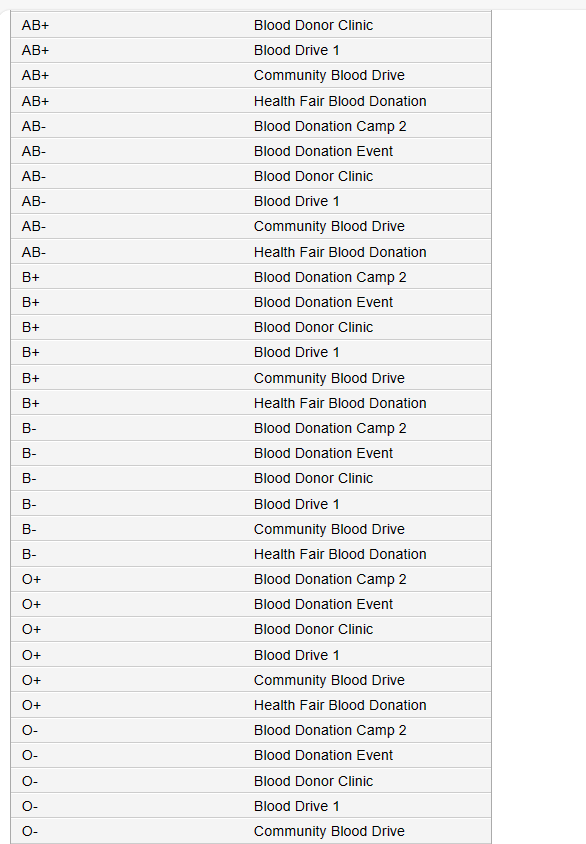 AB+ Blood Donor Clinic
AB+ Blood Drive 1
AB+ Community Blood Drive
AB+ Health Fair Blood Donation
AB- Blood Donation Camp 2
AB- Blood Donation Event
AB- Blood Donor Clinic
AB- Blood Drive 1
AB- Community Blood Drive
AB- Health Fair Blood Donation
B+ Blood Donation Camp 2
B+ Blood Donation Event
B+ Blood Donor Clinic
B+ Blood Drive 1
B+ Community Blood Drive
B+ Health Fair Blood Donation
B- Blood Donation Camp 2
B- Blood Donation Event
B- Blood Donor Clinic
B- Blood Drive 1
B- Community Blood Drive
B- Health Fair Blood Donation
O+ Blood Donation Camp 2
O+ Blood Donation Event
O+ Blood Donor Clinic
O+ Blood Drive 1
O+ Community Blood Drive
O+ Health Fair Blood Donation
O- Blood Donation Camp 2
O- Blood Donation Event
O- Blood Donor Clinic
O- Blood Drive 1
O- Community Blood Drive